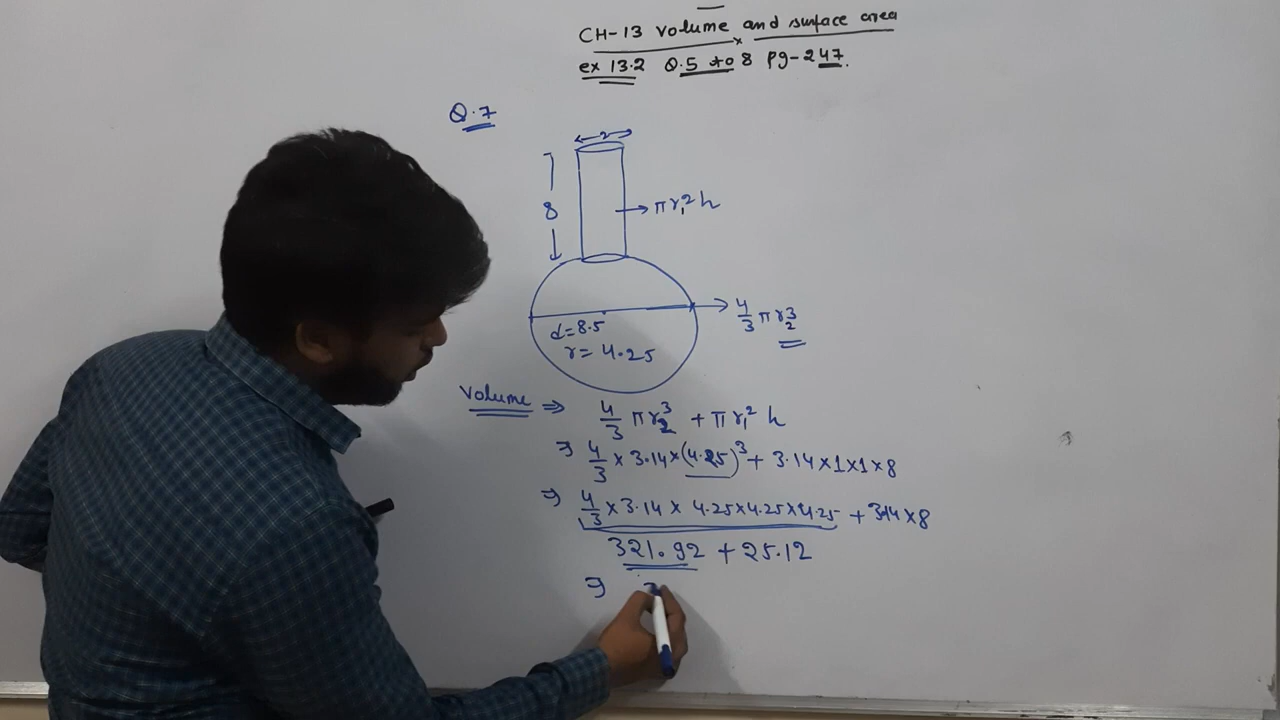 CH-13 Volume and surface area
ex 13.2 Q.5 to 8 pg-247.
Q.7
2
8
πr₁²h
4/3 πr₂³
d=8.5
r= 4.25
Volume ⇒ 4/3 πr₂³ + πr₁² h
⇒ 4/3 × 3.14×(4.25)³ + 3.14×1×1×8
⇒ 4/3 × 3.14 × 4.25×4.25×4.25 + 3.14×8
321.92 + 25.12
⇒